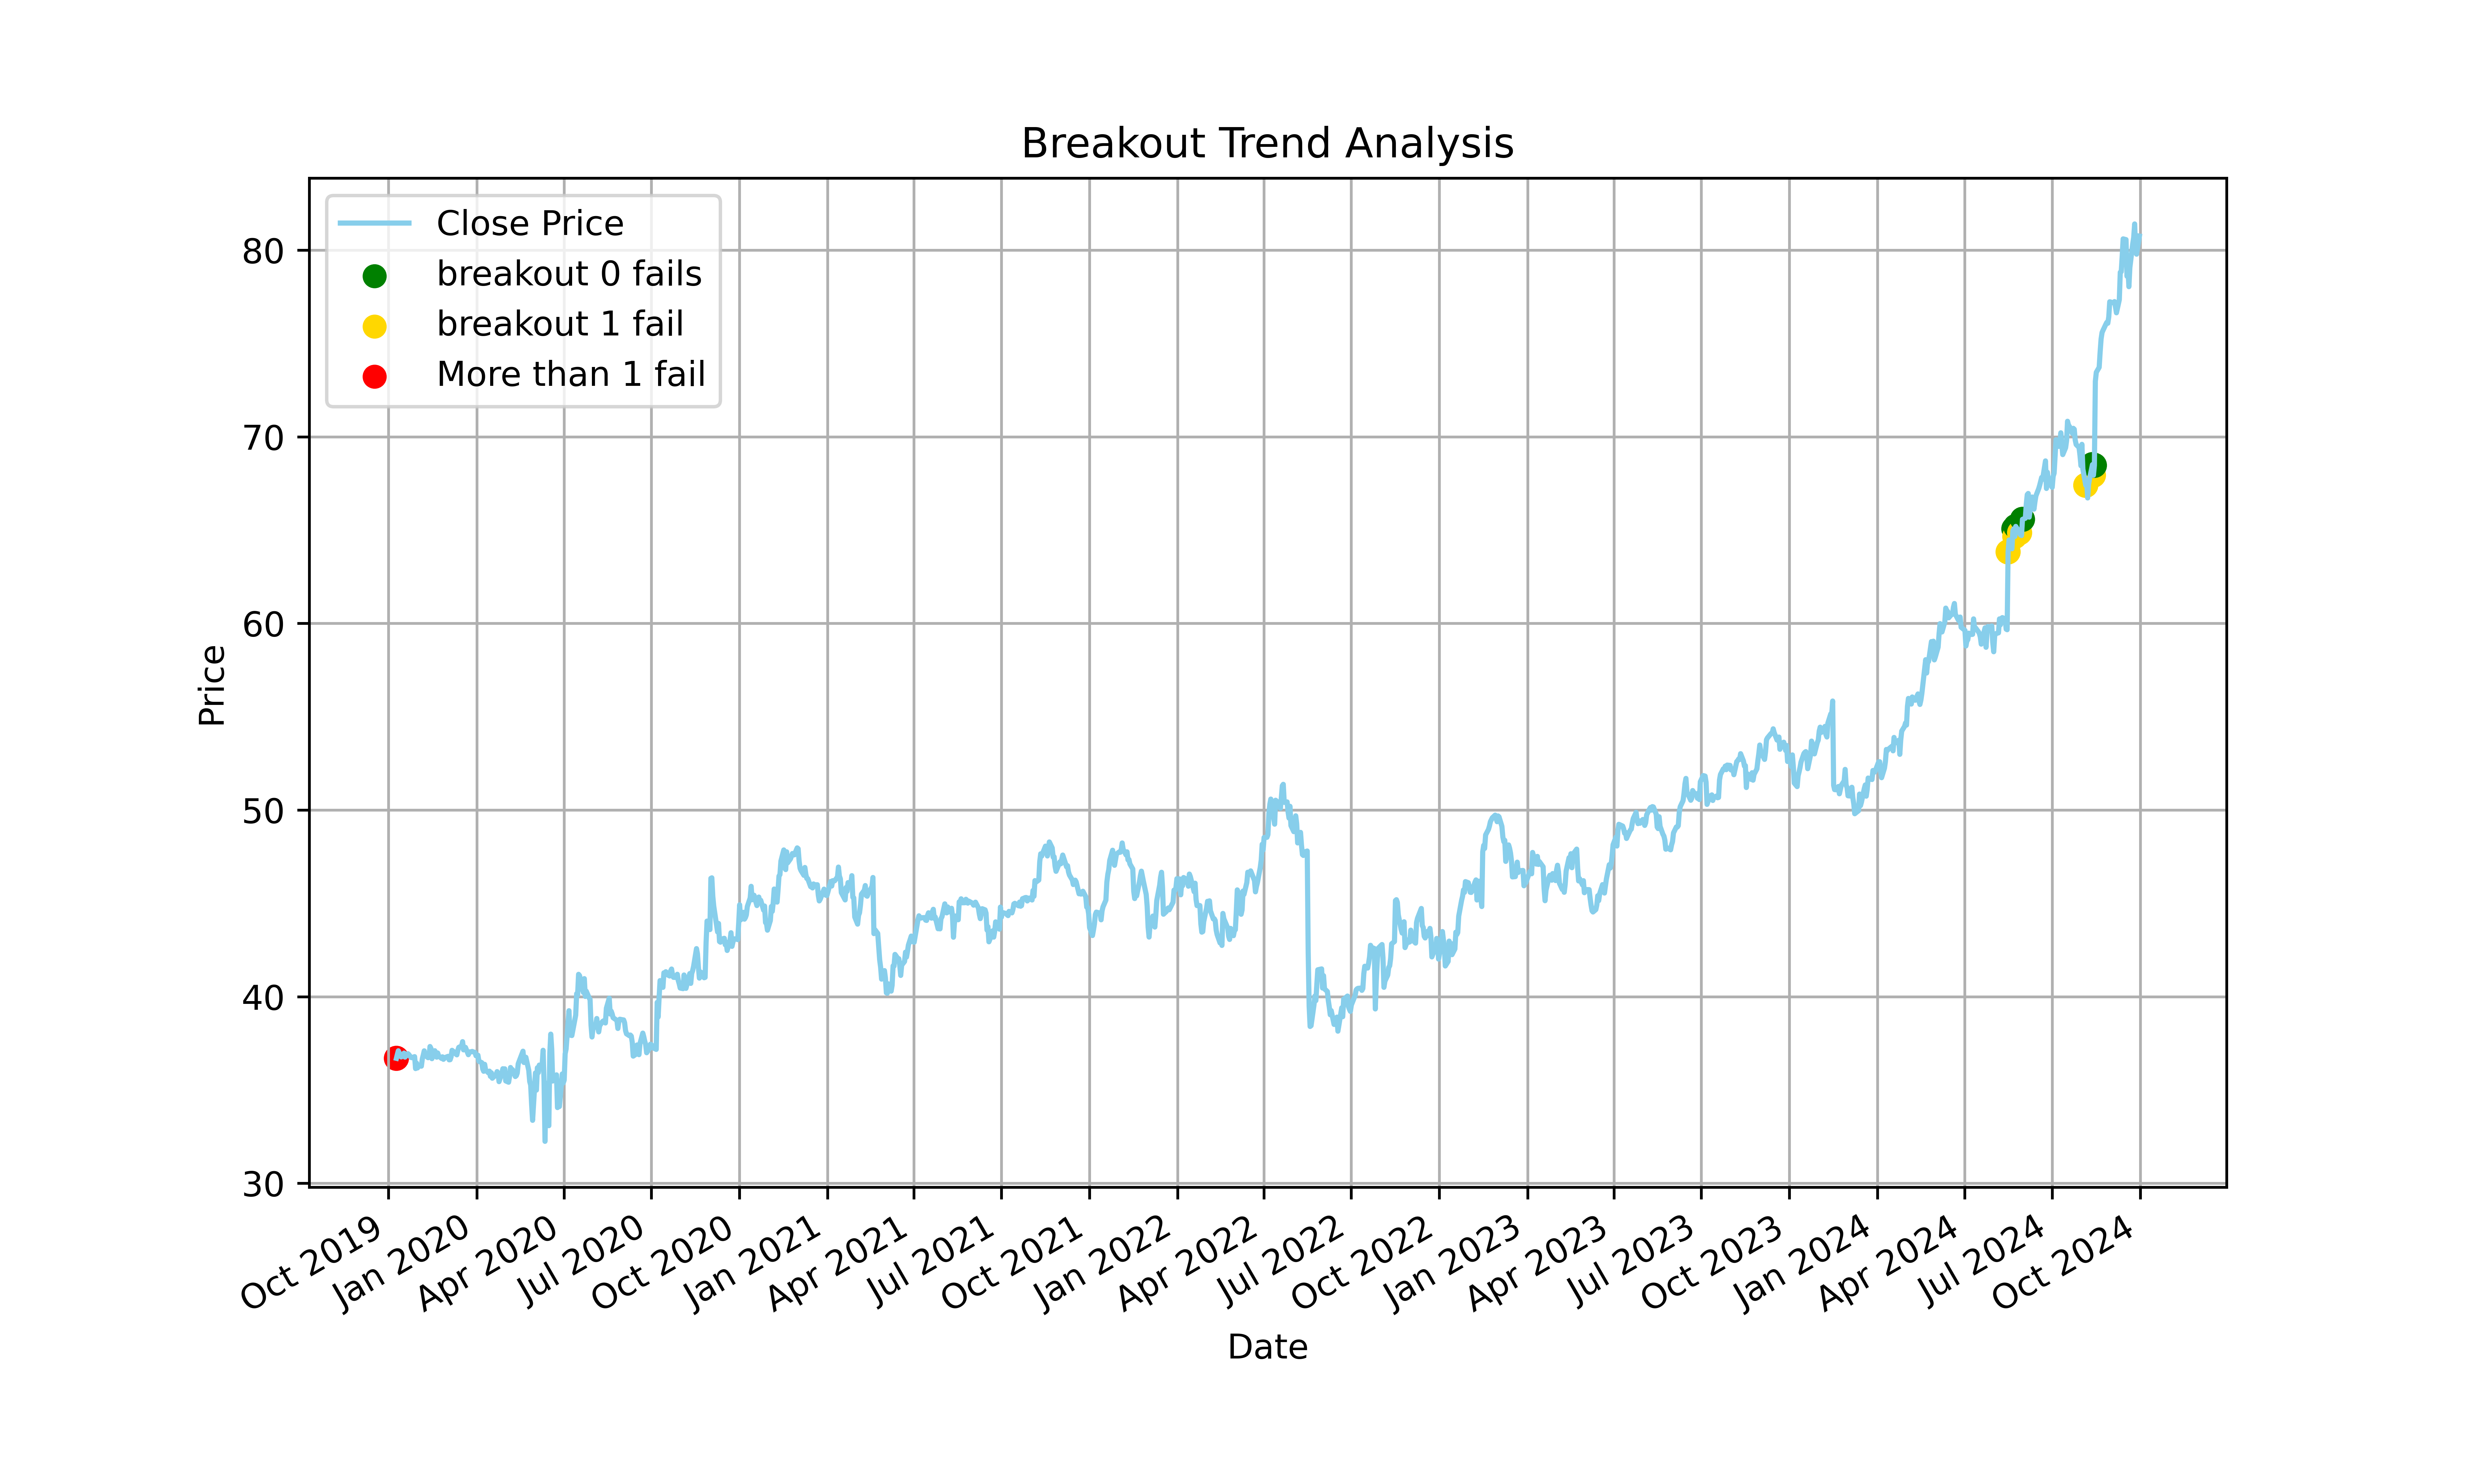 Breakout Trend Analysis
Close Price
breakout 0 fails
breakout 1 fail
More than 1 fail
80
70
60
50
40
30
Price
Oct 2019
Jan 2020
Apr 2020
Jul 2020
Oct 2020
Jan 2021
Apr 2021
Jul 2021
Oct 2021
Jan 2022
Apr 2022
Jul 2022
Oct 2022
Jan 2023
Apr 2023
Jul 2023
Oct 2023
Jan 2024
Apr 2024
Jul 2024
Oct 2024
Date